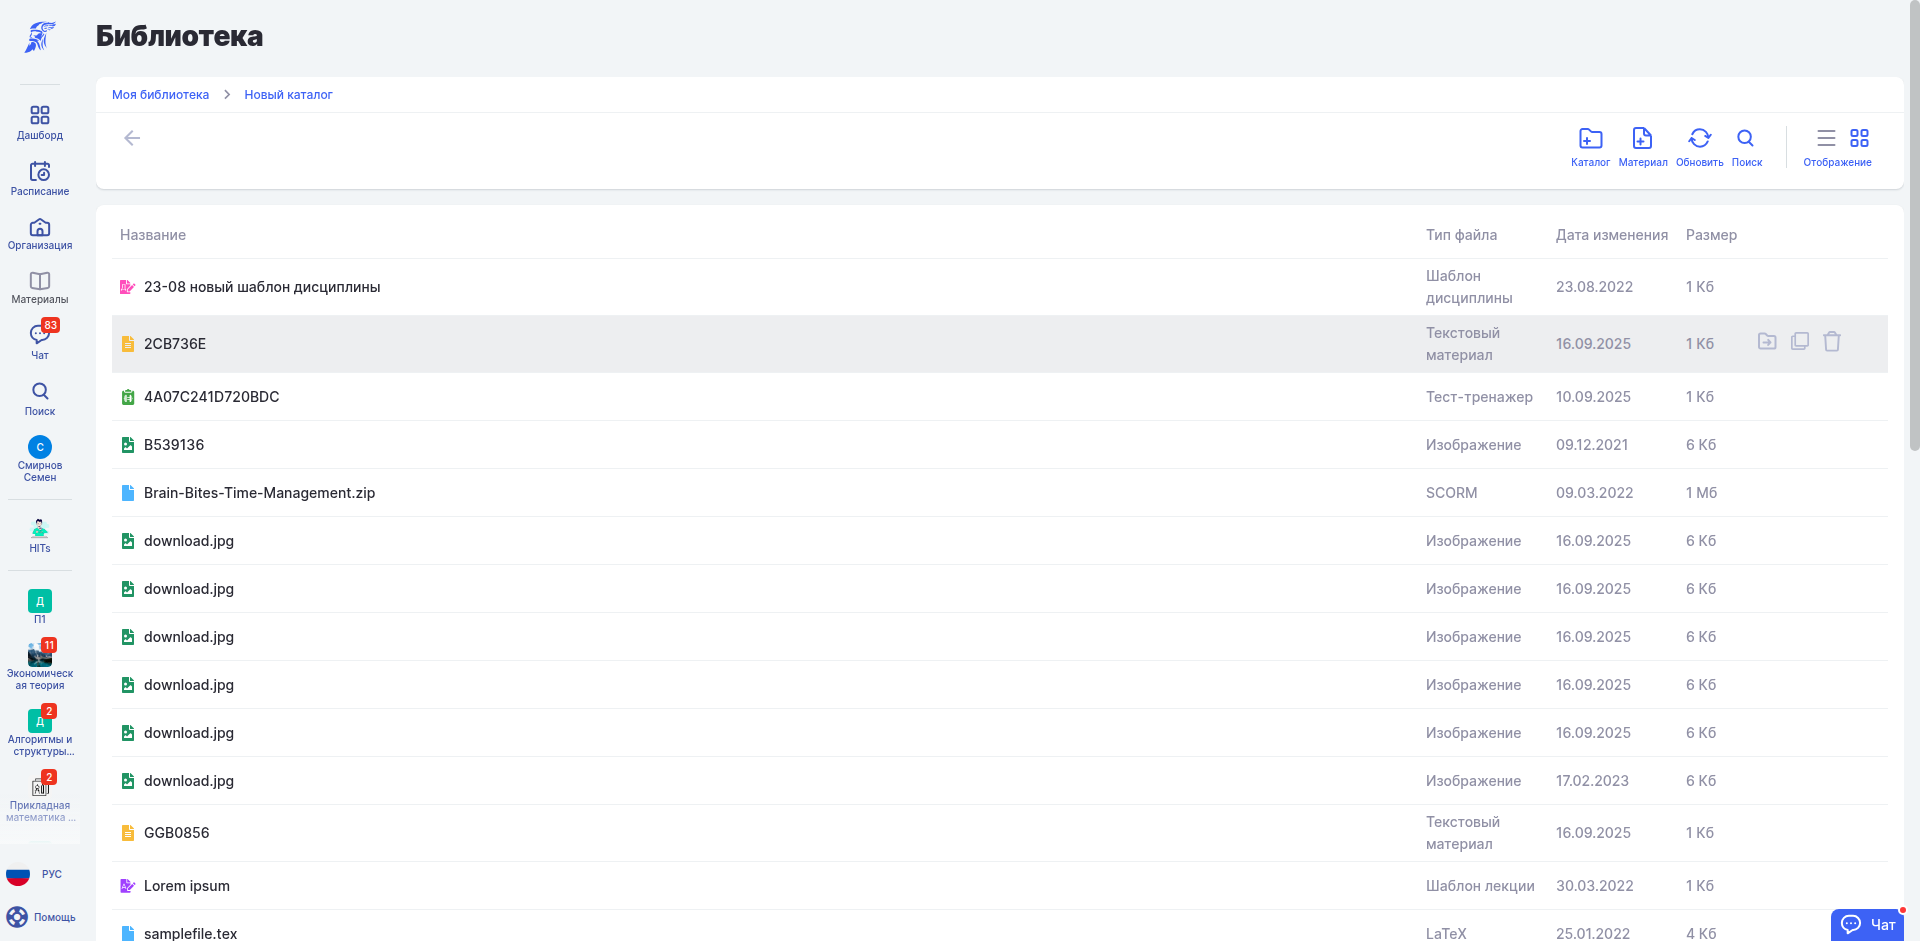 Библиотека
Моя библиотека > Новый каталог
Каталог Материал Обновить Поиск Отображение
Дашборд
Расписание
Организация
Материалы
83
Чат
Поиск
С
Смирнов
Семен
HITs
Д
П1
11
Экономическ
ая теория
2
Д
Алгоритмы и
структуры...
2
Прикладная
математика ...
РУС
Помощь
Название Тип файла Дата изменения Размер
23-08 новый шаблон дисциплины Шаблон дисциплины 23.08.2022 1 Кб
2CB736E Текстовый материал 16.09.2025 1 Кб
4A07C241D720BDC Тест-тренажер 10.09.2025 1 Кб
B539136 Изображение 09.12.2021 6 Кб
Brain-Bites-Time-Management.zip SCORM 09.03.2022 1 Мб
download.jpg Изображение 16.09.2025 6 Кб
download.jpg Изображение 16.09.2025 6 Кб
download.jpg Изображение 16.09.2025 6 Кб
download.jpg Изображение 16.09.2025 6 Кб
download.jpg Изображение 16.09.2025 6 Кб
download.jpg Изображение 17.02.2023 6 Кб
GGB0856 Текстовый материал 16.09.2025 1 Кб
Lorem ipsum Шаблон лекции 30.03.2022 1 Кб
samplefile.tex LaTeX 25.01.2022 4 Кб
Чат